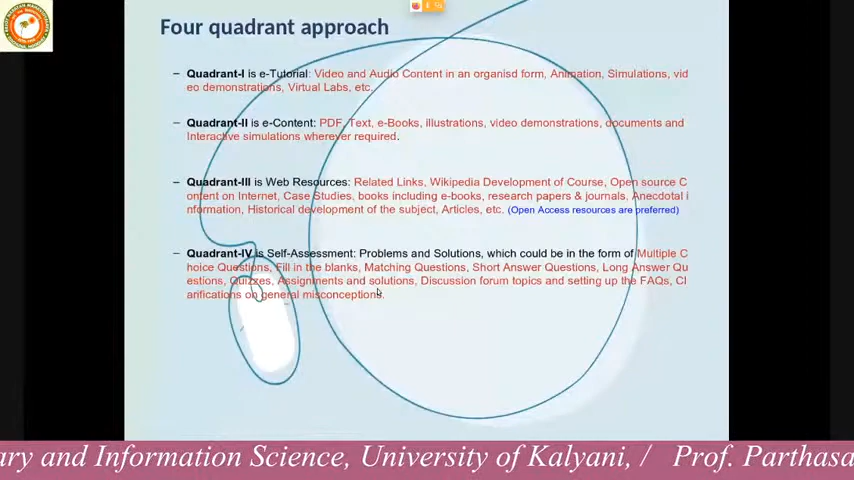 Four quadrant approach
– Quadrant-I is e-Tutorial: Video and Audio Content in an organisd form, Animation, Simulations, vid
eo demonstrations, Virtual Labs, etc.
– Quadrant-II is e-Content: PDF, Text, e-Books, illustrations, video demonstrations, documents and
Interactive simulations wherever required.
– Quadrant-III is Web Resources: Related Links, Wikipedia Development of Course, Open source C
ontent on Internet, Case Studies, books including e-books, research papers & journals, Anecdotal i
nformation, Historical development of the subject, Articles, etc. (Open Access resources are preferred)
– Quadrant-IV is Self-Assessment: Problems and Solutions, which could be in the form of Multiple C
hoice Questions, Fill in the blanks, Matching Questions, Short Answer Questions, Long Answer Qu
estions, Quizzes, Assignments and solutions, Discussion forum topics and setting up the FAQs, Cl
arifications on general misconceptions.
ary and Information Science, University of Kalyani, / Prof. Parthasa